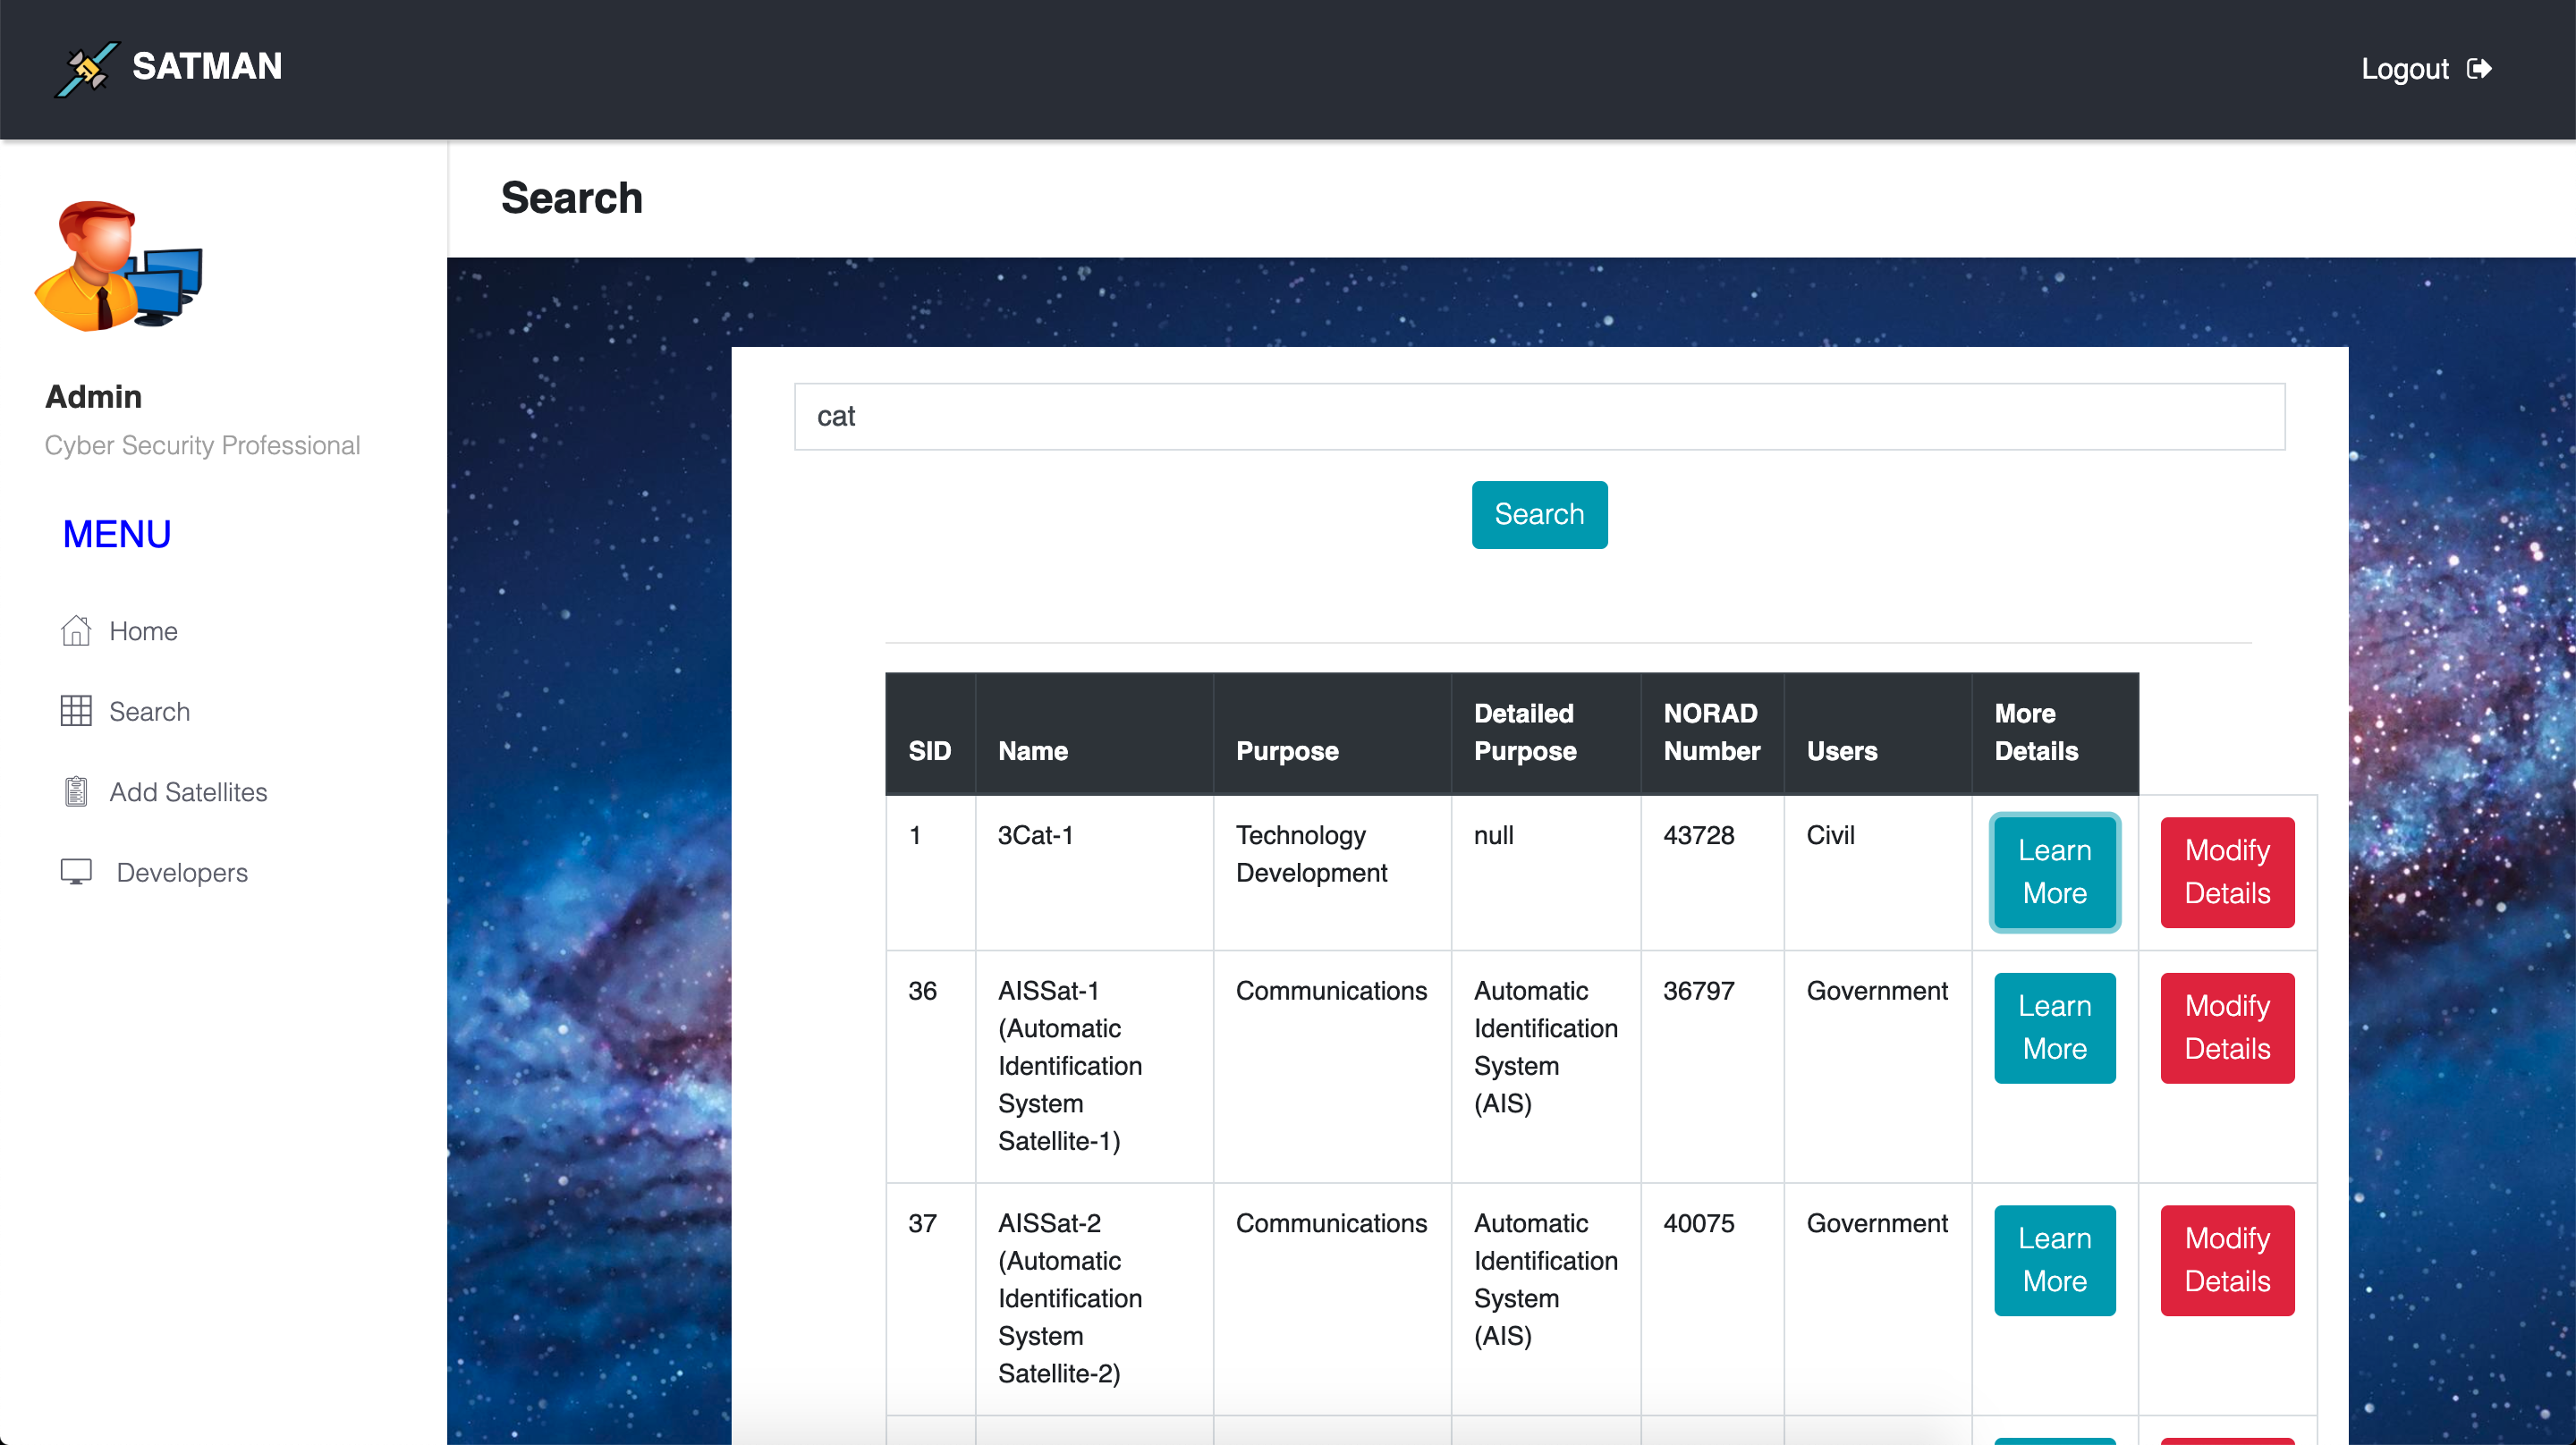 SATMAN
Logout
Admin
Cyber Security Professional
MENU
Home
Search
Add Satellites
Developers
Search
cat
Search
SID Name Purpose Detailed Purpose NORAD Number Users More Details
1 3Cat-1 Technology Development null 43728 Civil Learn More Modify Details
36 AISSat-1 (Automatic Identification System Satellite-1) Communications Automatic Identification System (AIS) 36797 Government Learn More Modify Details
37 AISSat-2 (Automatic Identification System Satellite-2) Communications Automatic Identification System (AIS) 40075 Government Learn More Modify Details